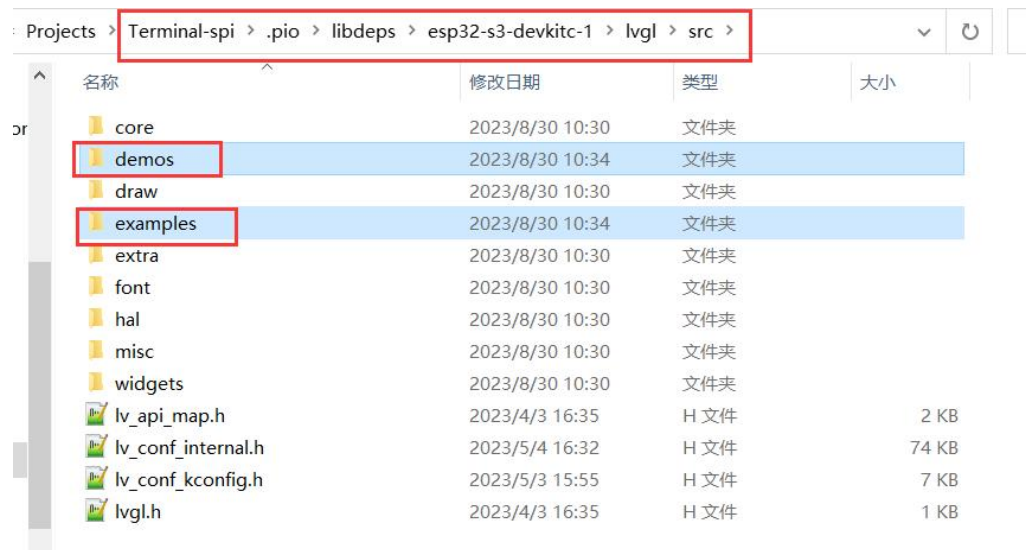 Projects > Terminal-spi > .pio > libdeps > esp32-s3-devkitc-1 > lvgl > src >
名称 修改日期 类型 大小
core 2023/8/30 10:30 文件夹
demos 2023/8/30 10:34 文件夹
draw 2023/8/30 10:30 文件夹
examples 2023/8/30 10:34 文件夹
extra 2023/8/30 10:30 文件夹
font 2023/8/30 10:30 文件夹
hal 2023/8/30 10:30 文件夹
misc 2023/8/30 10:30 文件夹
widgets 2023/8/30 10:30 文件夹
lv_api_map.h 2023/4/3 16:35 H 文件 2 KB
lv_conf_internal.h 2023/5/4 16:32 H 文件 74 KB
lv_conf_kconfig.h 2023/5/3 15:55 H 文件 7 KB
lvgl.h 2023/4/3 16:35 H 文件 1 KB